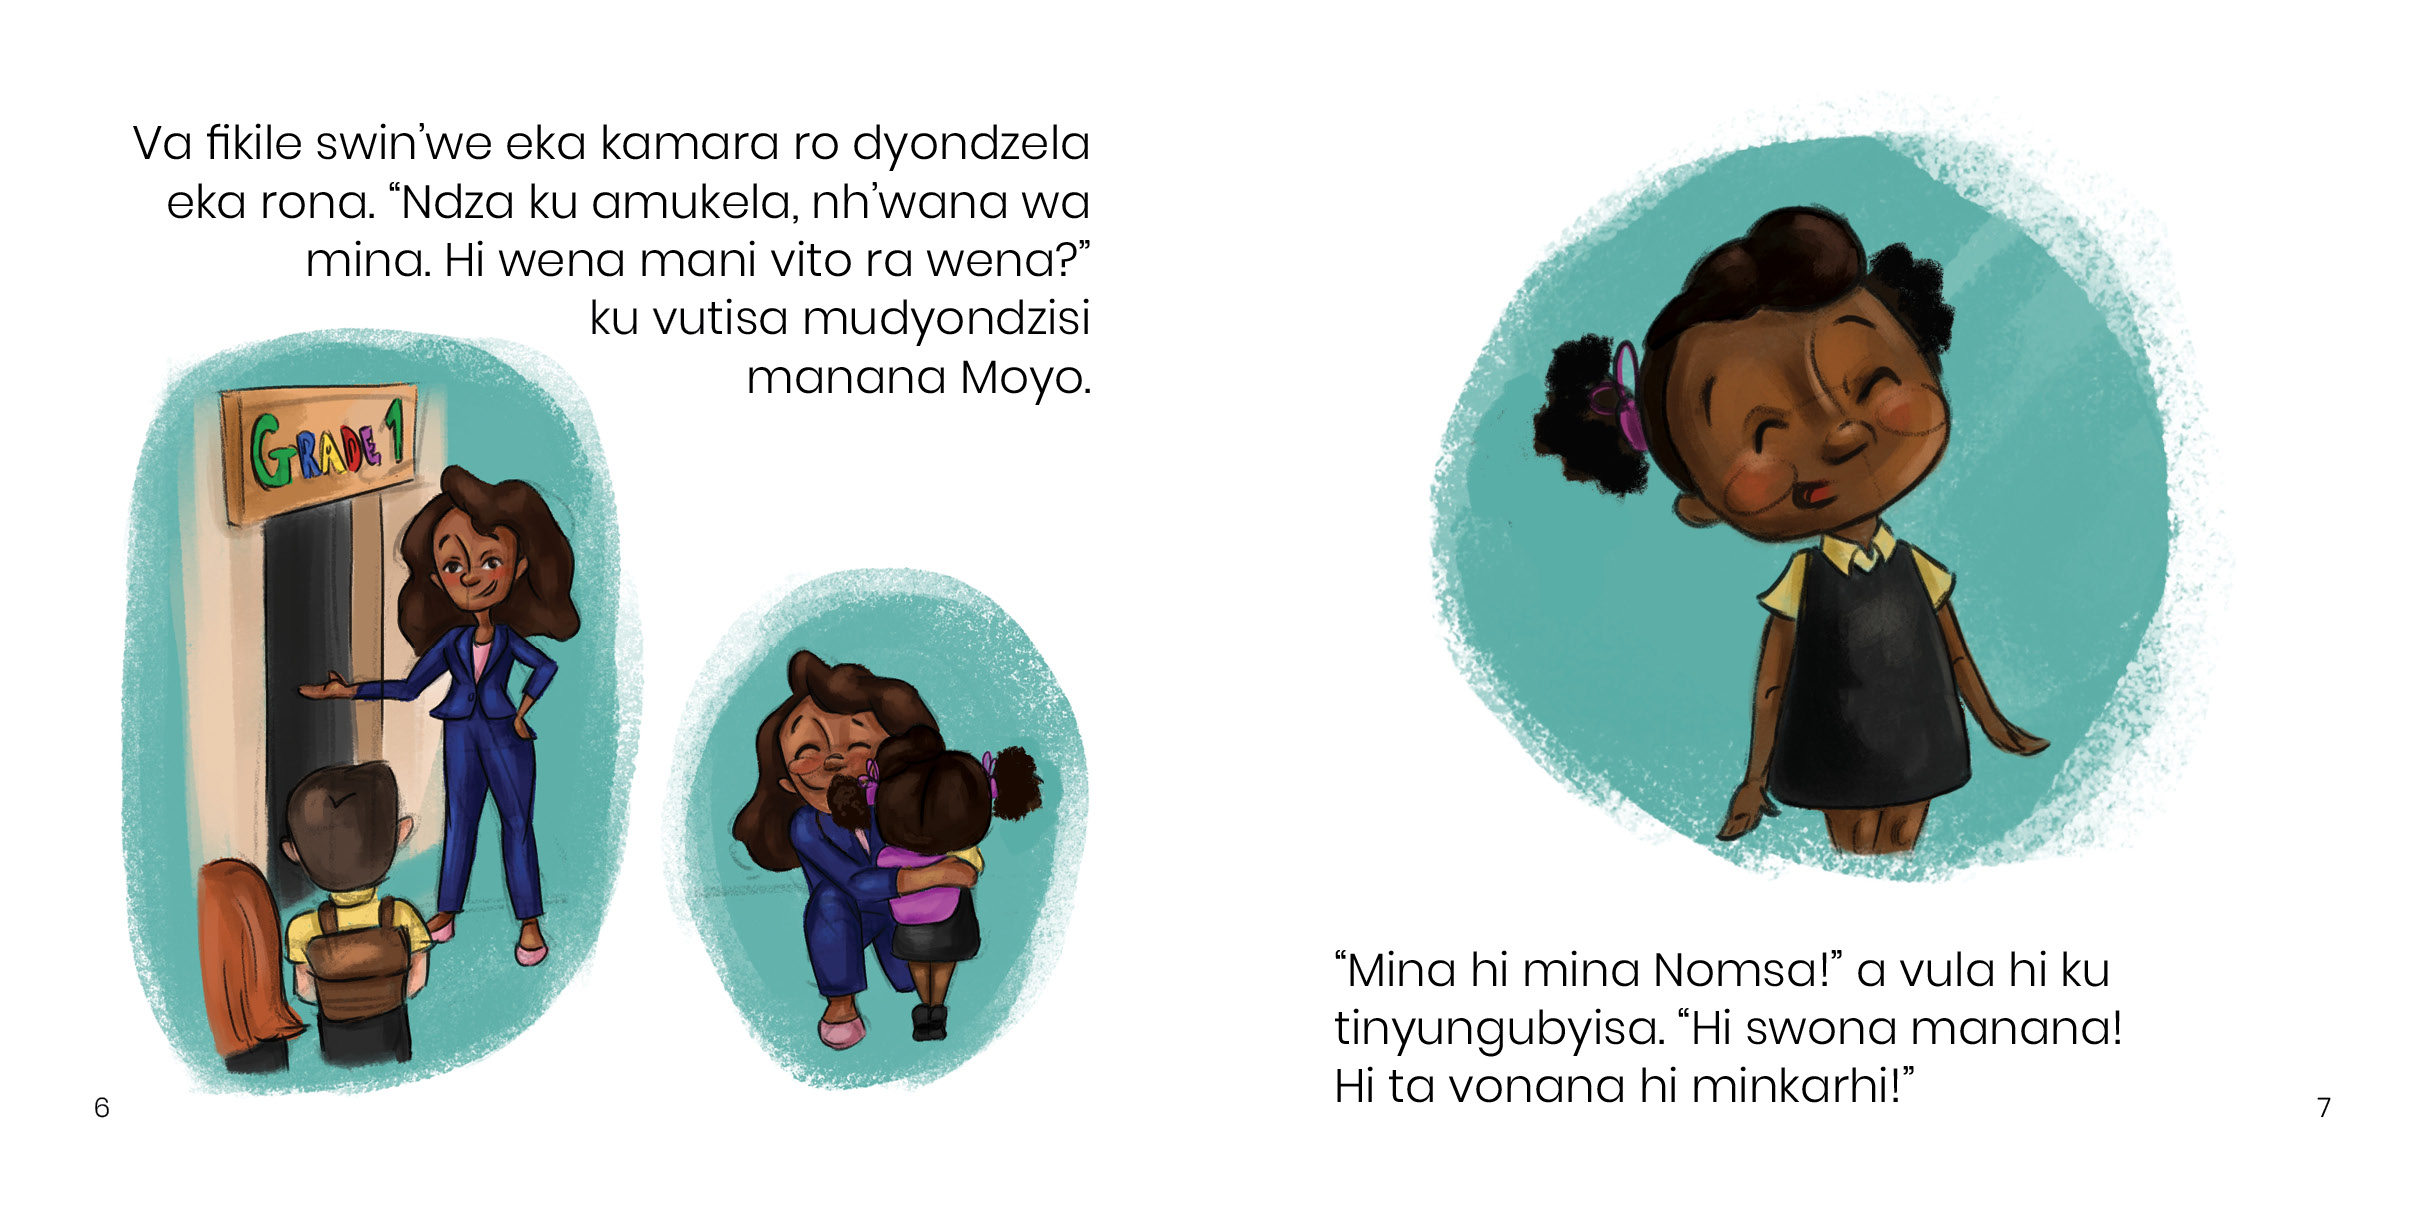 Va fikile swin’we eka kamara ro dyondzela
eka rona. “Ndza ku amukela, nh’wana wa
mina. Hi wena mani vito ra wena?”
ku vutisa mudyondzisi
manana Moyo.
GRADE 1
6
“Mina hi mina Nomsa!” a vula hi ku
tinyungubyisa. “Hi swona manana!
Hi ta vonana hi minkarhi!”
7